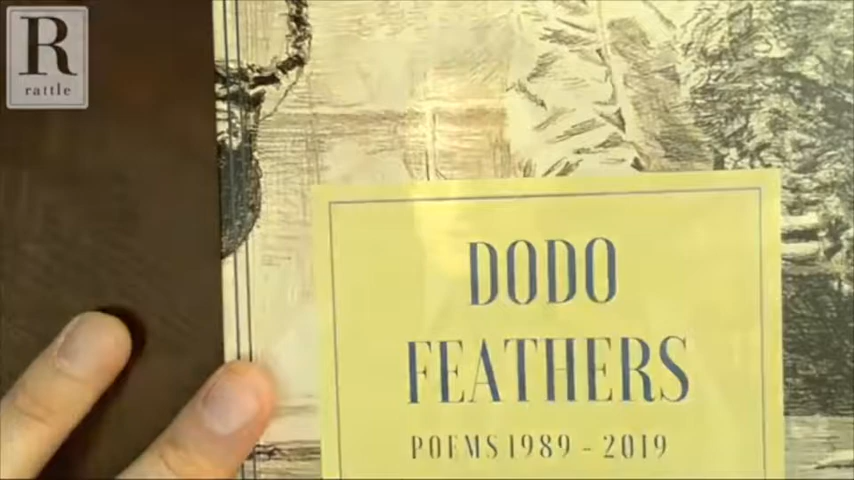 R
rattle
DODO
FEATHERS
POEMS 1989 - 2019